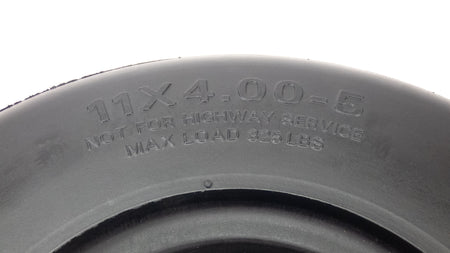 11X4.00-5
NOT FOR HIGHWAY SERVICE
MAX LOAD LBS